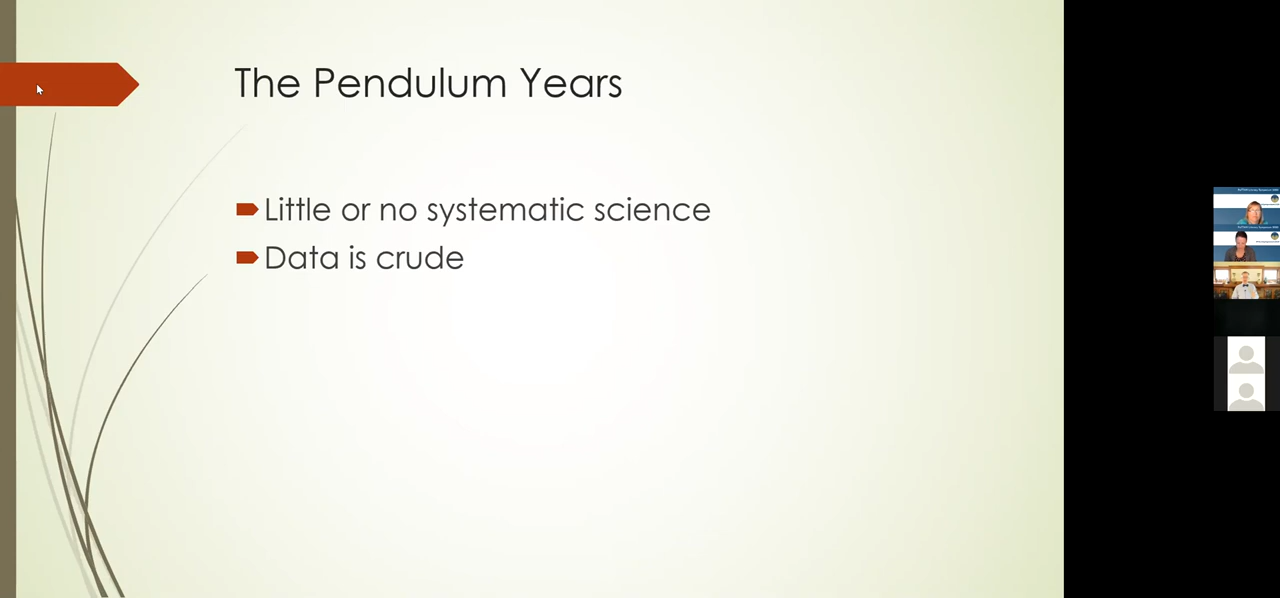 The Pendulum Years
Little or no systematic science
Data is crude